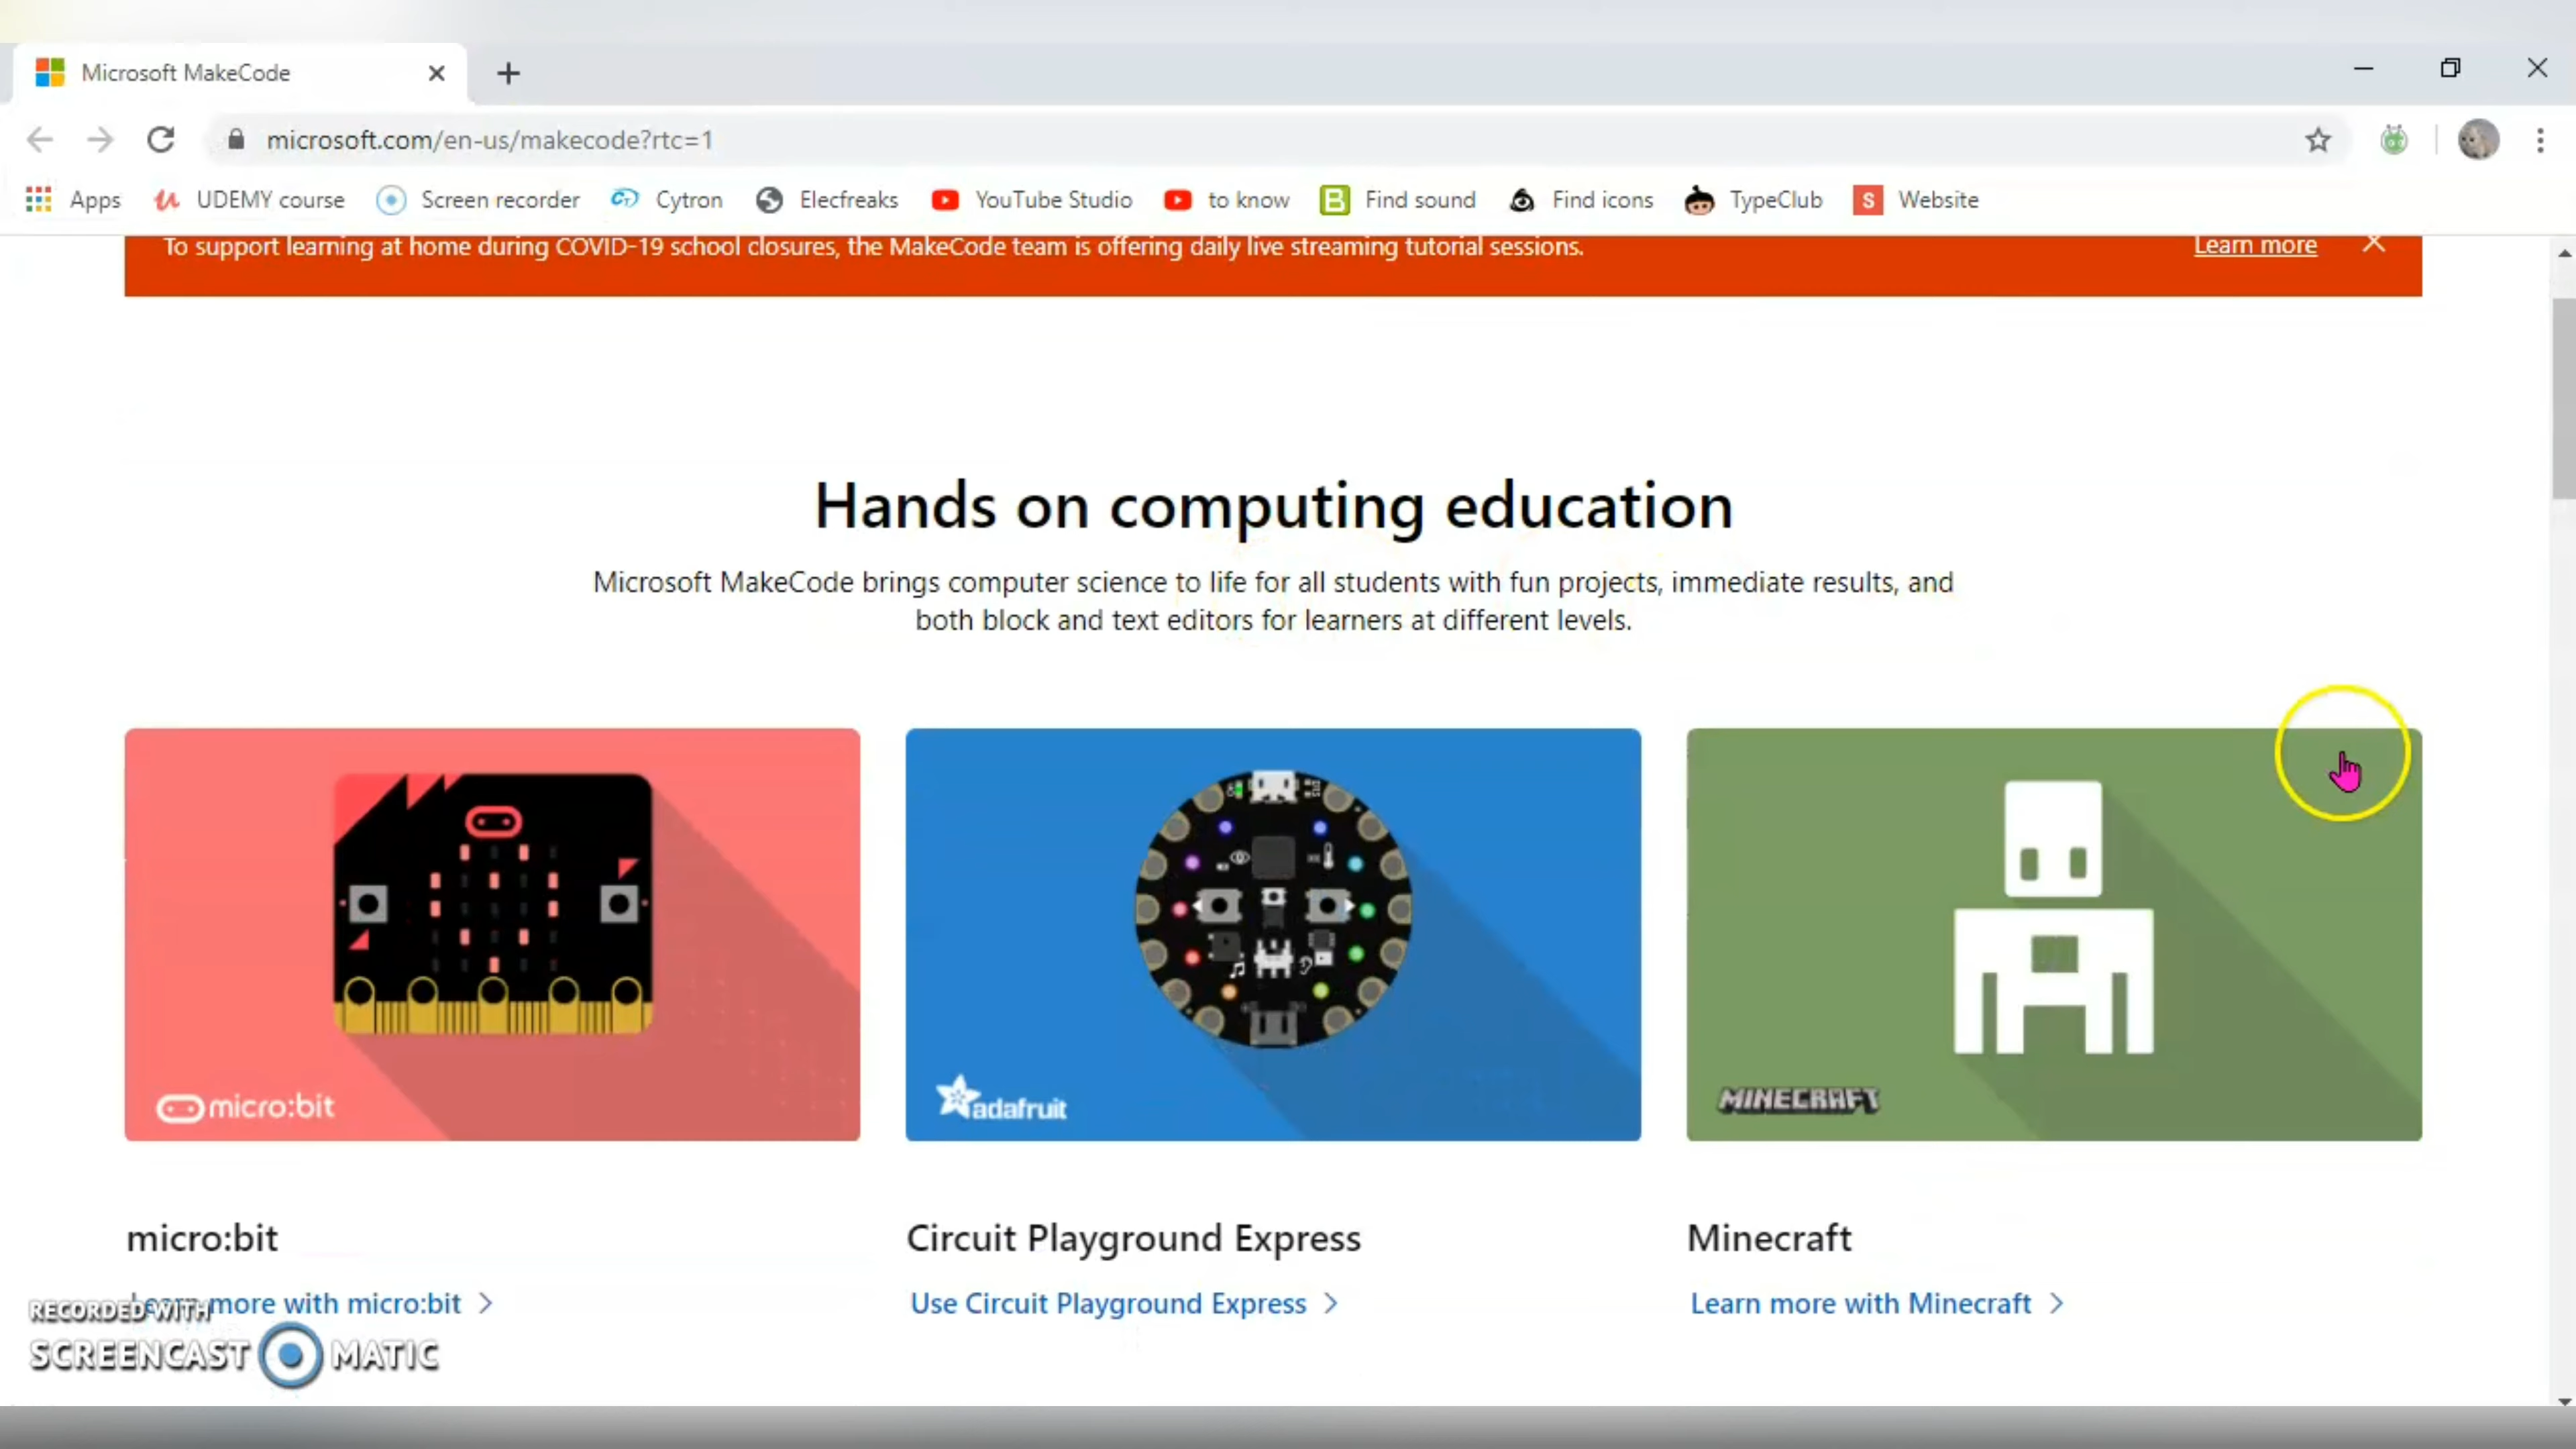 Microsoft MakeCode
microsoft.com/en-us/makecode?rtc=1
Apps UDEMY course Screen recorder Cytron Elecfreaks YouTube Studio to know Find sound Find icons TypeClub Website
To support learning at home during COVID-19 school closures, the MakeCode team is offering daily live streaming tutorial sessions. Learn more
Hands on computing education
Microsoft MakeCode brings computer science to life for all students with fun projects, immediate results, and
both block and text editors for learners at different levels.
micro:bit
adafruit
MINECRAFT
micro:bit
Circuit Playground Express
Minecraft
Learn more with micro:bit
Use Circuit Playground Express
Learn more with Minecraft
RECORDED WITH
SCREENCAST MATIC